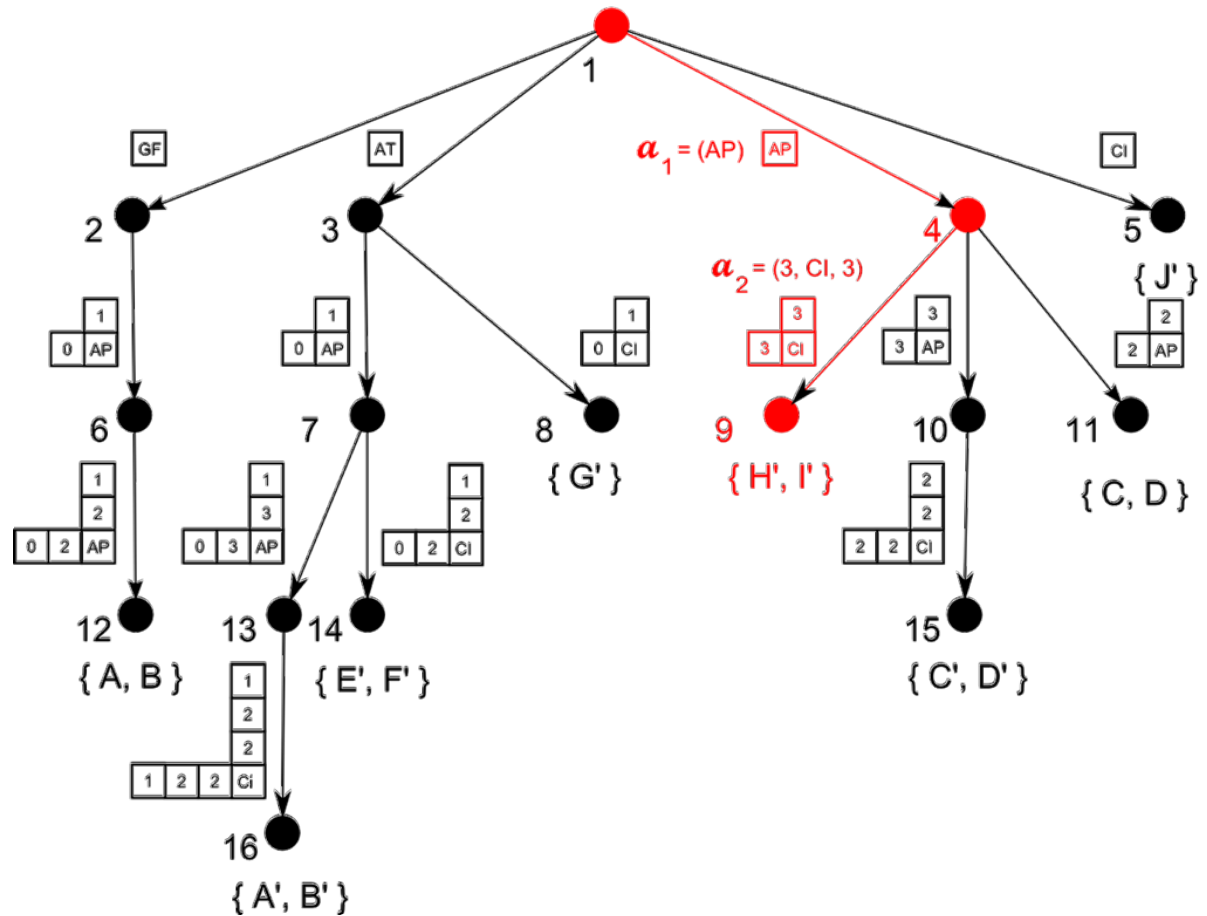 1
GF
AT
𝒂1 = (AP) AP
CI
2
3
4
5
{ J' }
𝒂2 = (3, CI, 3)
1
0 AP
1
0 AP
1
0 CI
3
3 CI
3
3 AP
2
2 AP
6
7
8
9
10
11
{ G' }
{ H', I' }
{ C, D }
1
2
0 2 AP
1
3
0 3 AP
1
2
0 2 CI
2
2
2 2 CI
12
13
14
15
{ A, B }
{ E', F' }
{ C', D' }
1
2
2
1 2 2 Ci
16
{ A', B' }